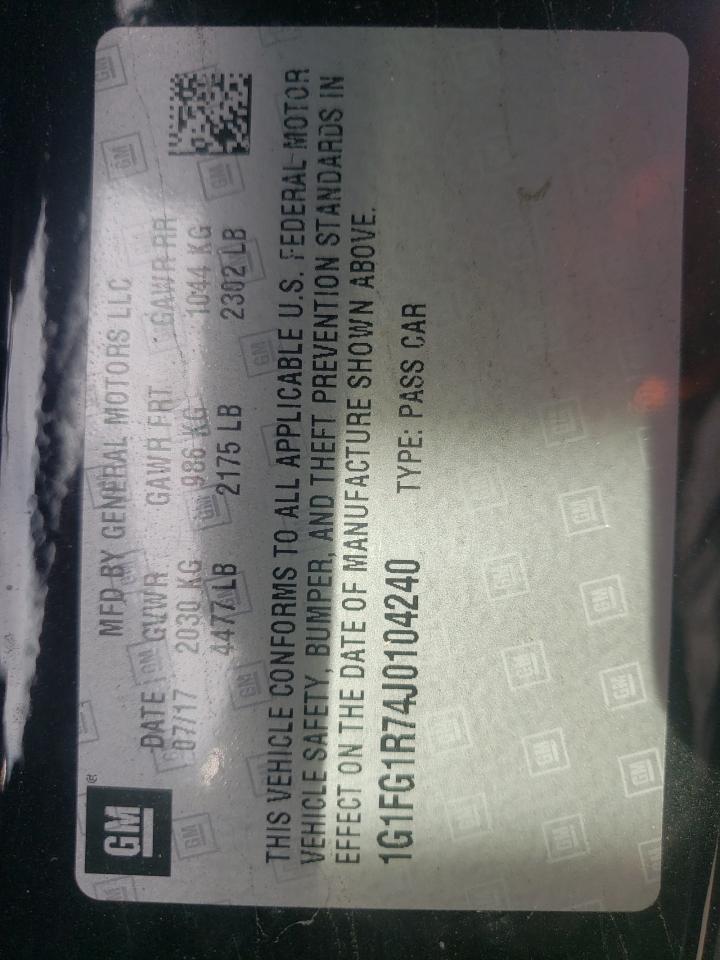 GM ®
MFD BY GENERAL MOTORS LLC
DATE GVWR GAWR FRT GAWR RR
07/17 2030 KG 986 KG 1044 KG
4477 LB 2175 LB 2302 LB
THIS VEHICLE CONFORMS TO ALL APPLICABLE U.S. FEDERAL MOTOR
VEHICLE SAFETY, BUMPER, AND THEFT PREVENTION STANDARDS IN
EFFECT ON THE DATE OF MANUFACTURE SHOWN ABOVE.
1G1FG1R74J0104240 TYPE: PASS CAR